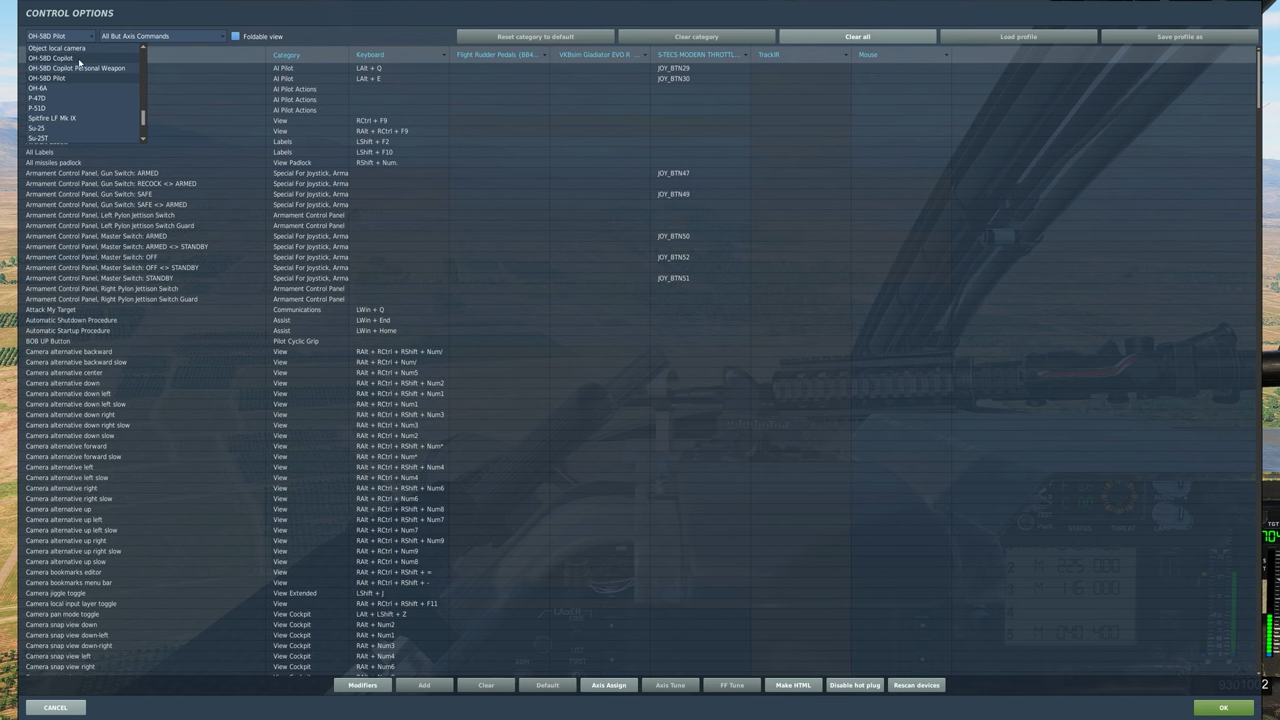 CONTROL OPTIONS
OH-58D Pilot All But Axis Commands Foldable view Reset category to default Clear category Clear all Load profile Save profile as
Object local camera
OH-58D Copilot
OH-58D Copilot Personal Weapon
OH-58D Pilot
OH-6A
P-47D
P-51D
Spitfire LF Mk IX
Su-25
Su-25T
Category Keyboard Flight Rudder Pedals (BB4... VKBsim Gladiator EVO R ... S-TECS MODERN THROTTL... TrackIR Mouse
AI Pilot LAlt + Q JOY_BTN29
AI Pilot LAlt + E JOY_BTN30
AI Pilot Actions
AI Pilot Actions
AI Pilot Actions
View RCtrl + F9
View RAlt + RCtrl + F9
Labels LShift + F2
All Labels Labels LShift + F10
All missiles padlock View Padlock RShift + Num.
Armament Control Panel, Gun Switch: ARMED Special For Joystick, Arma JOY_BTN47
Armament Control Panel, Gun Switch: RECOCK <> ARMED Special For Joystick, Arma
Armament Control Panel, Gun Switch: SAFE Special For Joystick, Arma JOY_BTN49
Armament Control Panel, Gun Switch: SAFE <> ARMED Special For Joystick, Arma
Armament Control Panel, Left Pylon Jettison Switch Armament Control Panel
Armament Control Panel, Left Pylon Jettison Switch Guard Armament Control Panel
Armament Control Panel, Master Switch: ARMED Special For Joystick, Arma JOY_BTN50
Armament Control Panel, Master Switch: ARMED <> STANDBY Special For Joystick, Arma
Armament Control Panel, Master Switch: OFF Special For Joystick, Arma JOY_BTN52
Armament Control Panel, Master Switch: OFF <> STANDBY Special For Joystick, Arma
Armament Control Panel, Master Switch: STANDBY Special For Joystick, Arma JOY_BTN51
Armament Control Panel, Right Pylon Jettison Switch Armament Control Panel
Armament Control Panel, Right Pylon Jettison Switch Guard Armament Control Panel
Attack My Target Communications LWin + Q
Automatic Shutdown Procedure Assist LWin + End
Automatic Startup Procedure Assist LWin + Home
BOB UP Button Pilot Cyclic Grip
Camera alternative backward View RAlt + RCtrl + RShift + Num/
Camera alternative backward slow View RAlt + RCtrl + Num/
Camera alternative center View RAlt + RCtrl + Num5
Camera alternative down View RAlt + RCtrl + RShift + Num2
Camera alternative down left View RAlt + RCtrl + RShift + Num1
Camera alternative down left slow View RAlt + RCtrl + Num1
Camera alternative down right View RAlt + RCtrl + RShift + Num3
Camera alternative down right slow View RAlt + RCtrl + Num3
Camera alternative down slow View RAlt + RCtrl + Num2
Camera alternative forward View RAlt + RCtrl + RShift + Num*
Camera alternative forward slow View RAlt + RCtrl + Num*
Camera alternative left View RAlt + RCtrl + RShift + Num4
Camera alternative left slow View RAlt + RCtrl + Num4
Camera alternative right View RAlt + RCtrl + RShift + Num6
Camera alternative right slow View RAlt + RCtrl + Num6
Camera alternative up View RAlt + RCtrl + RShift + Num8
Camera alternative up left View RAlt + RCtrl + RShift + Num7
Camera alternative up left slow View RAlt + RCtrl + Num7
Camera alternative up right View RAlt + RCtrl + RShift + Num9
Camera alternative up right slow View RAlt + RCtrl + Num9
Camera alternative up slow View RAlt + RCtrl + Num8
Camera bookmarks editor View RAlt + RCtrl + RShift + =
Camera bookmarks menu bar View RAlt + RCtrl + RShift + -
Camera jiggle toggle View Extended LShift + J
Camera local input layer toggle View RAlt + RCtrl + RShift + F11
Camera pan mode toggle View Cockpit LAlt + LShift + Z
Camera snap view down View Cockpit RAlt + Num2
Camera snap view down-left View Cockpit RAlt + Num1
Camera snap view down-right View Cockpit RAlt + Num3
Camera snap view left View Cockpit RAlt + Num4
Camera snap view right View Cockpit RAlt + Num6
Modifiers Add Clear Default Axis Assign Axis Tune FF Tune Make HTML Disable hot plug Rescan devices
9301002
CANCEL OK